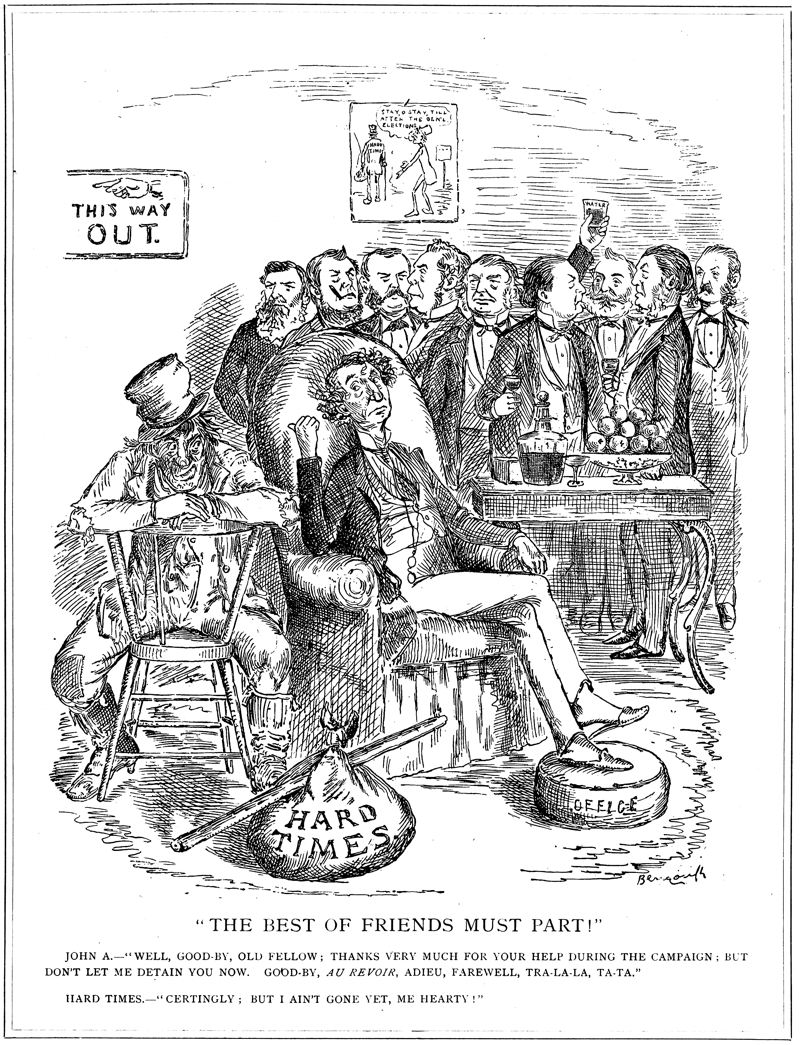 STAY, O STAY, TILL
AFTER THE GEN'L
ELECTIONS
HARD
TIMES
THIS WAY
OUT.
WATER
HARD
TIMES
OFFICE
Bengough
"THE BEST OF FRIENDS MUST PART!"
JOHN A.—"WELL, GOOD-BY, OLD FELLOW; THANKS VERY MUCH FOR YOUR HELP DURING THE CAMPAIGN; BUT
DON'T LET ME DETAIN YOU NOW. GOOD-BY, AU REVOIR, ADIEU, FAREWELL, TRA-LA-LA, TA-TA."
HARD TIMES.—"CERTINGLY; BUT I AIN'T GONE YET, ME HEARTY!"